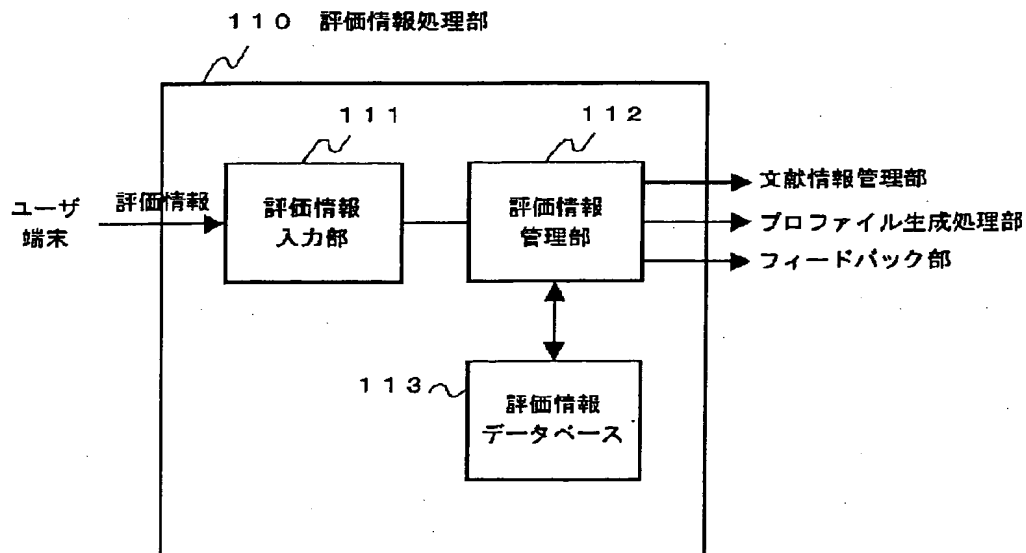 110 評価情報処理部
111
112
ユーザ
端末
評価情報
評価情報
入力部
評価情報
管理部
文献情報管理部
プロファイル生成処理部
フィードバック部
113
評価情報
データベース